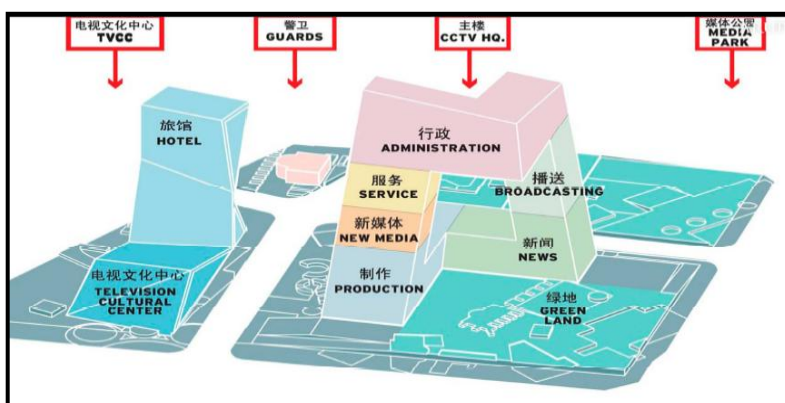 电视文化中心
TVCC
警卫
GUARDS
主楼
CCTV HQ.
媒体公园
MEDIA
PARK
旅馆
HOTEL
行政
ADMINISTRATION
服务
SERVICE
播送
BROADCASTING
新媒体
NEW MEDIA
新闻
NEWS
电视文化中心
TELEVISION
CULTURAL
CENTER
制作
PRODUCTION
绿地
GREEN
LAND